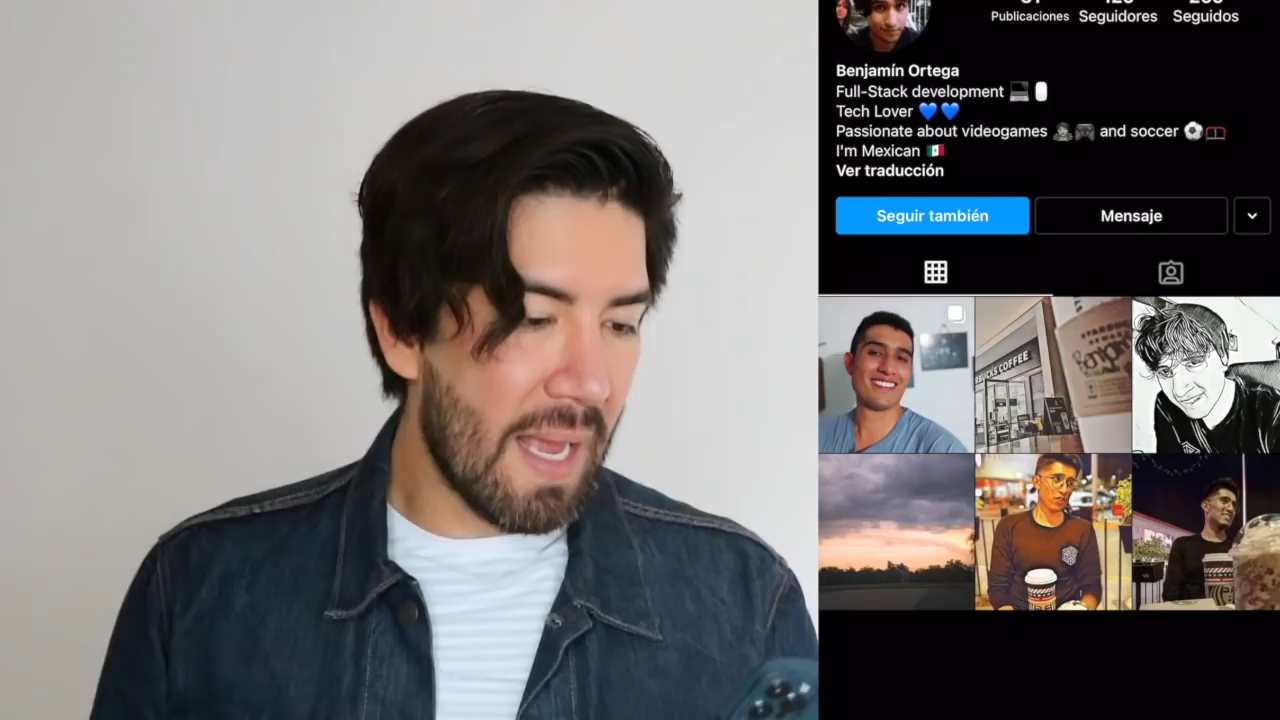 Publicaciones Seguidores Seguidos
Benjamín Ortega
Full-Stack development
Tech Lover
Passionate about videogames and soccer
I'm Mexican
Ver traducción
Seguir también Mensaje
COFFEE